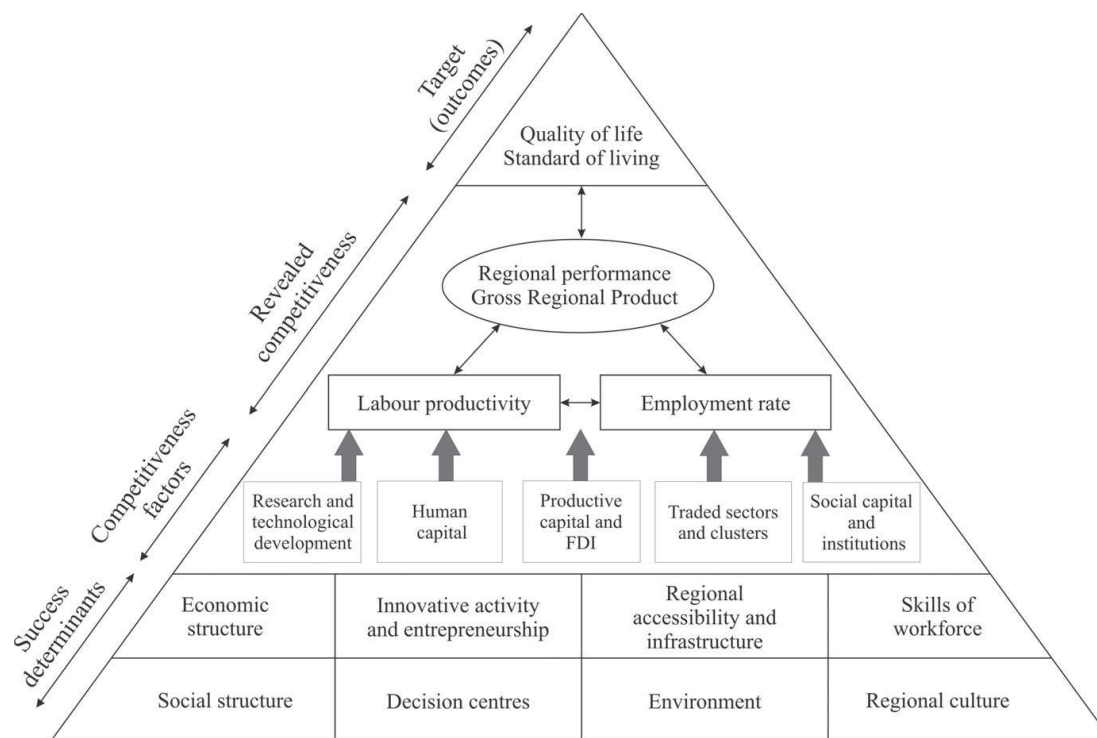 Target
(outcomes)
Quality of life
Standard of living
Revealed
competitiveness
Regional performance
Gross Regional Product
Labour productivity
Employment rate
Competitiveness
factors
Research and
technological
development
Human
capital
Productive
capital and
FDI
Traded sectors
and clusters
Social capital
and
institutions
Success
determinants
Economic
structure
Innovative activity
and entrepreneurship
Regional
accessibility and
infrastructure
Skills of
workforce
Social structure
Decision centres
Environment
Regional culture